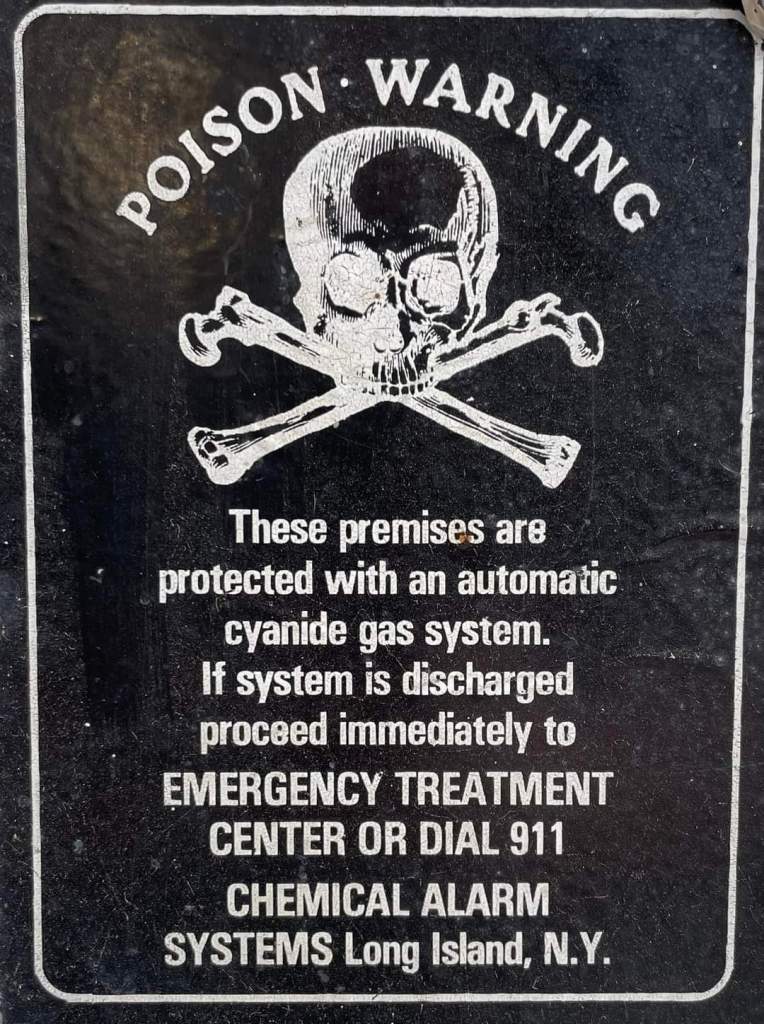 POISON · WARNING
These premises are
protected with an automatic
cyanide gas system.
If system is discharged
proceed immediately to
EMERGENCY TREATMENT
CENTER OR DIAL 911
CHEMICAL ALARM
SYSTEMS Long Island, N.Y.